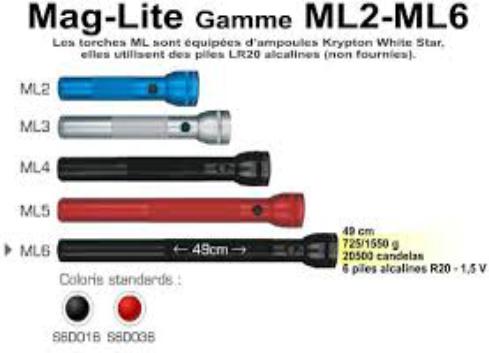 Mag-Lite Gamme ML2-ML6
Les torches ML sont équipées d'ampoules Krypton White Star,
elles utilisent des piles LR20 alcalines (non fournies).
ML2
ML3
ML4
ML5
ML6
← 49cm →
49 cm
725/1550 g
20500 candelas
6 piles alcalines R20 - 1,5 V
Coloris standards :
S6D016 S6D036